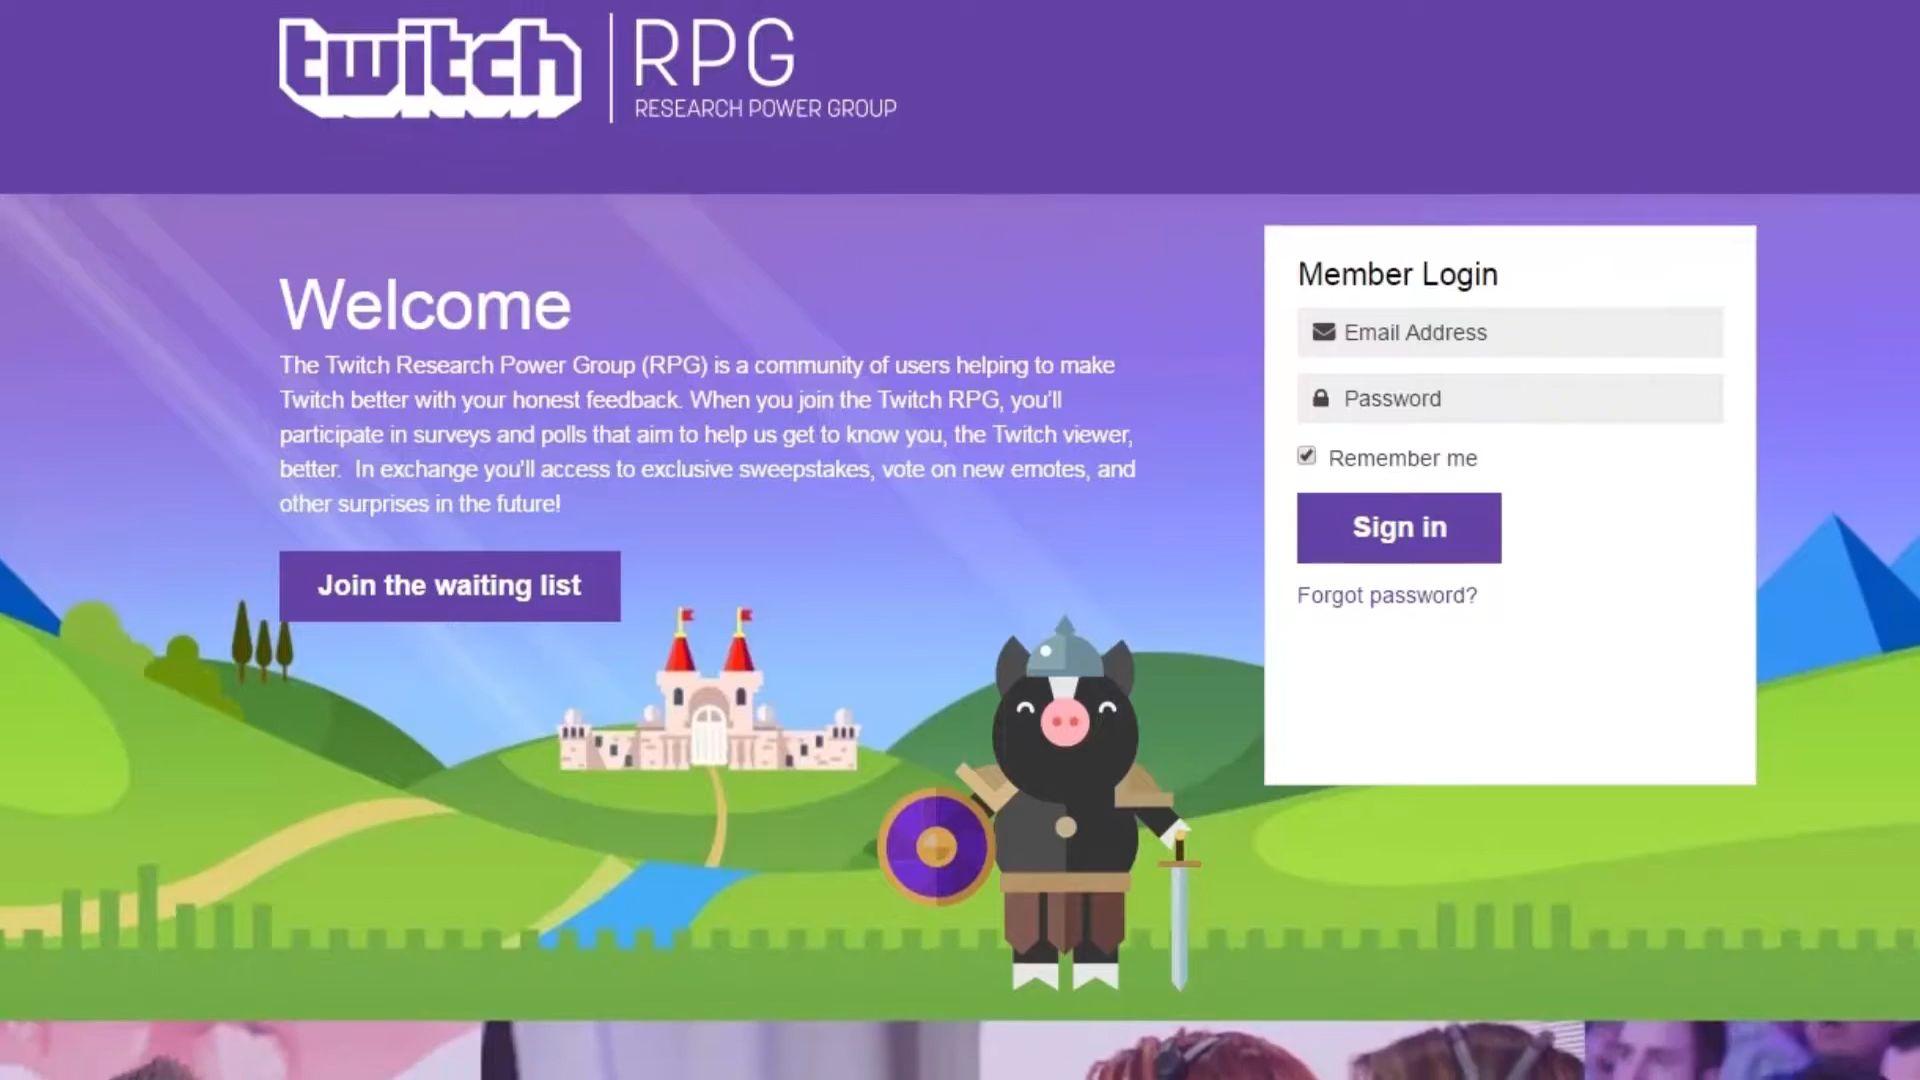 twitch
RPG
RESEARCH POWER GROUP
Welcome
The Twitch Research Power Group (RPG) is a community of users helping to make
Twitch better with your honest feedback. When you join the Twitch RPG, you'll
participate in surveys and polls that aim to help us get to know you, the Twitch viewer,
better.  In exchange you'll access to exclusive sweepstakes, vote on new emotes, and
other surprises in the future!
Join the waiting list
Member Login
Email Address
Password
Remember me
Sign in
Forgot password?